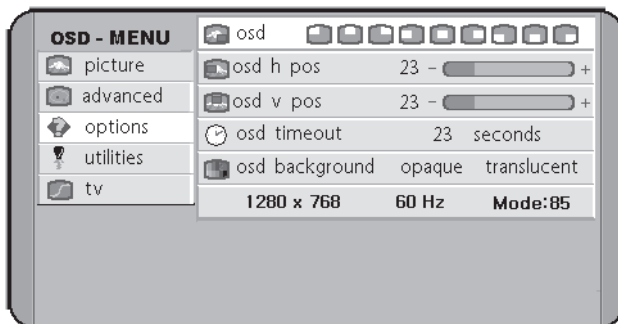 OSD - MENU
picture
advanced
options
utilities
tv
osd
osd h pos 23 - +
osd v pos 23 - +
osd timeout 23 seconds
osd background opaque translucent
1280 x 768 60 Hz Mode:85